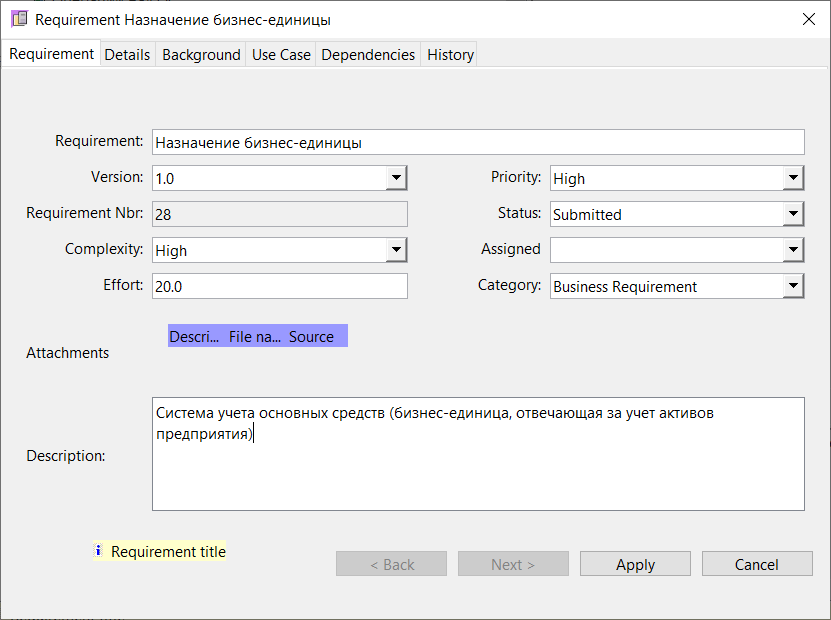 Requirement Назначение бизнес-единицы
Requirement Details Background Use Case Dependencies History
Requirement: Назначение бизнес-единицы
Version: 1.0 Priority: High
Requirement Nbr: 28 Status: Submitted
Complexity: High Assigned
Effort: 20.0 Category: Business Requirement
Descri... File na... Source
Attachments
Система учета основных средств (бизнес-единица, отвечающая за учет активов
предприятия)
Description:
Requirement title
< Back Next > Apply Cancel